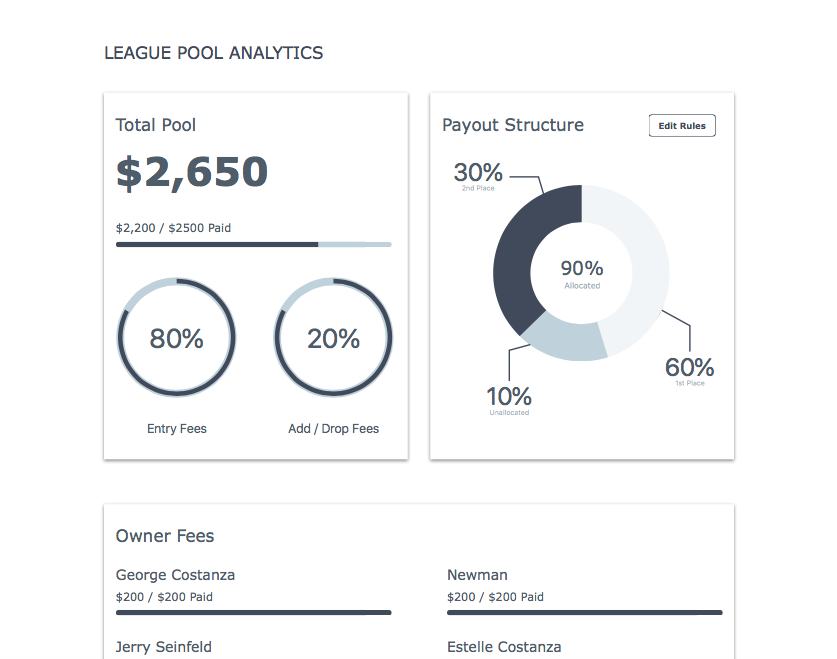 LEAGUE POOL ANALYTICS
Total Pool
$2,650
$2,200 / $2500 Paid
80%
20%
Entry Fees
Add / Drop Fees
Payout Structure
Edit Rules
30%
2nd Place
90%
Allocated
60%
1st Place
10%
Unallocated
Owner Fees
George Costanza
$200 / $200 Paid
Newman
$200 / $200 Paid
Jerry Seinfeld
Estelle Costanza